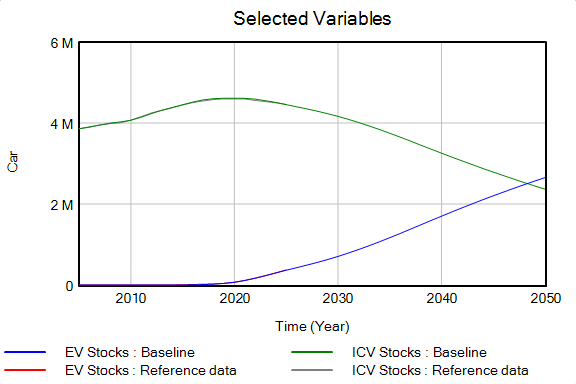 Selected Variables
6 M
4 M
2 M
0
Car
2010 2020 2030 2040 2050
Time (Year)
EV Stocks : Baseline ICV Stocks : Baseline
EV Stocks : Reference data ICV Stocks : Reference data